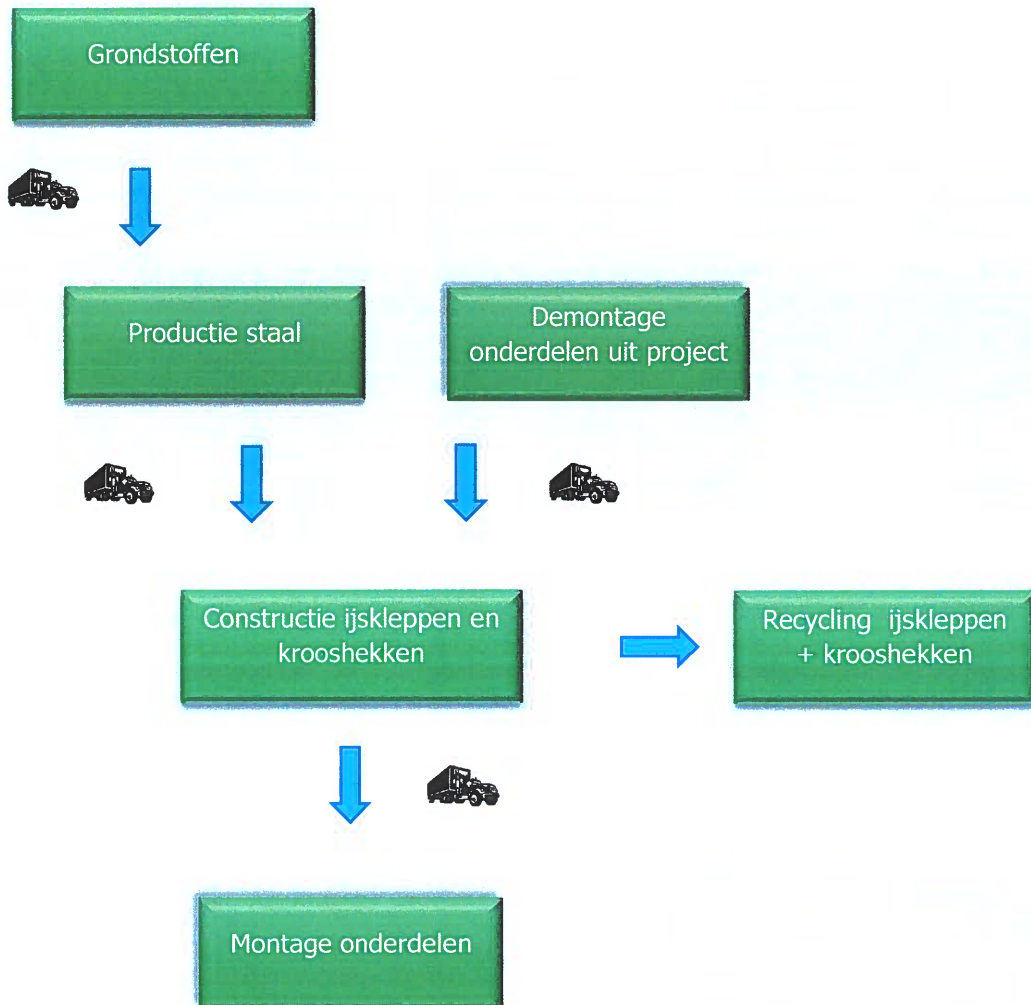 Grondstoffen
Productie staal
Demontage
onderdelen uit project
Constructie ijskleppen en
krooshekken
Recycling ijskleppen
+ krooshekken
Montage onderdelen